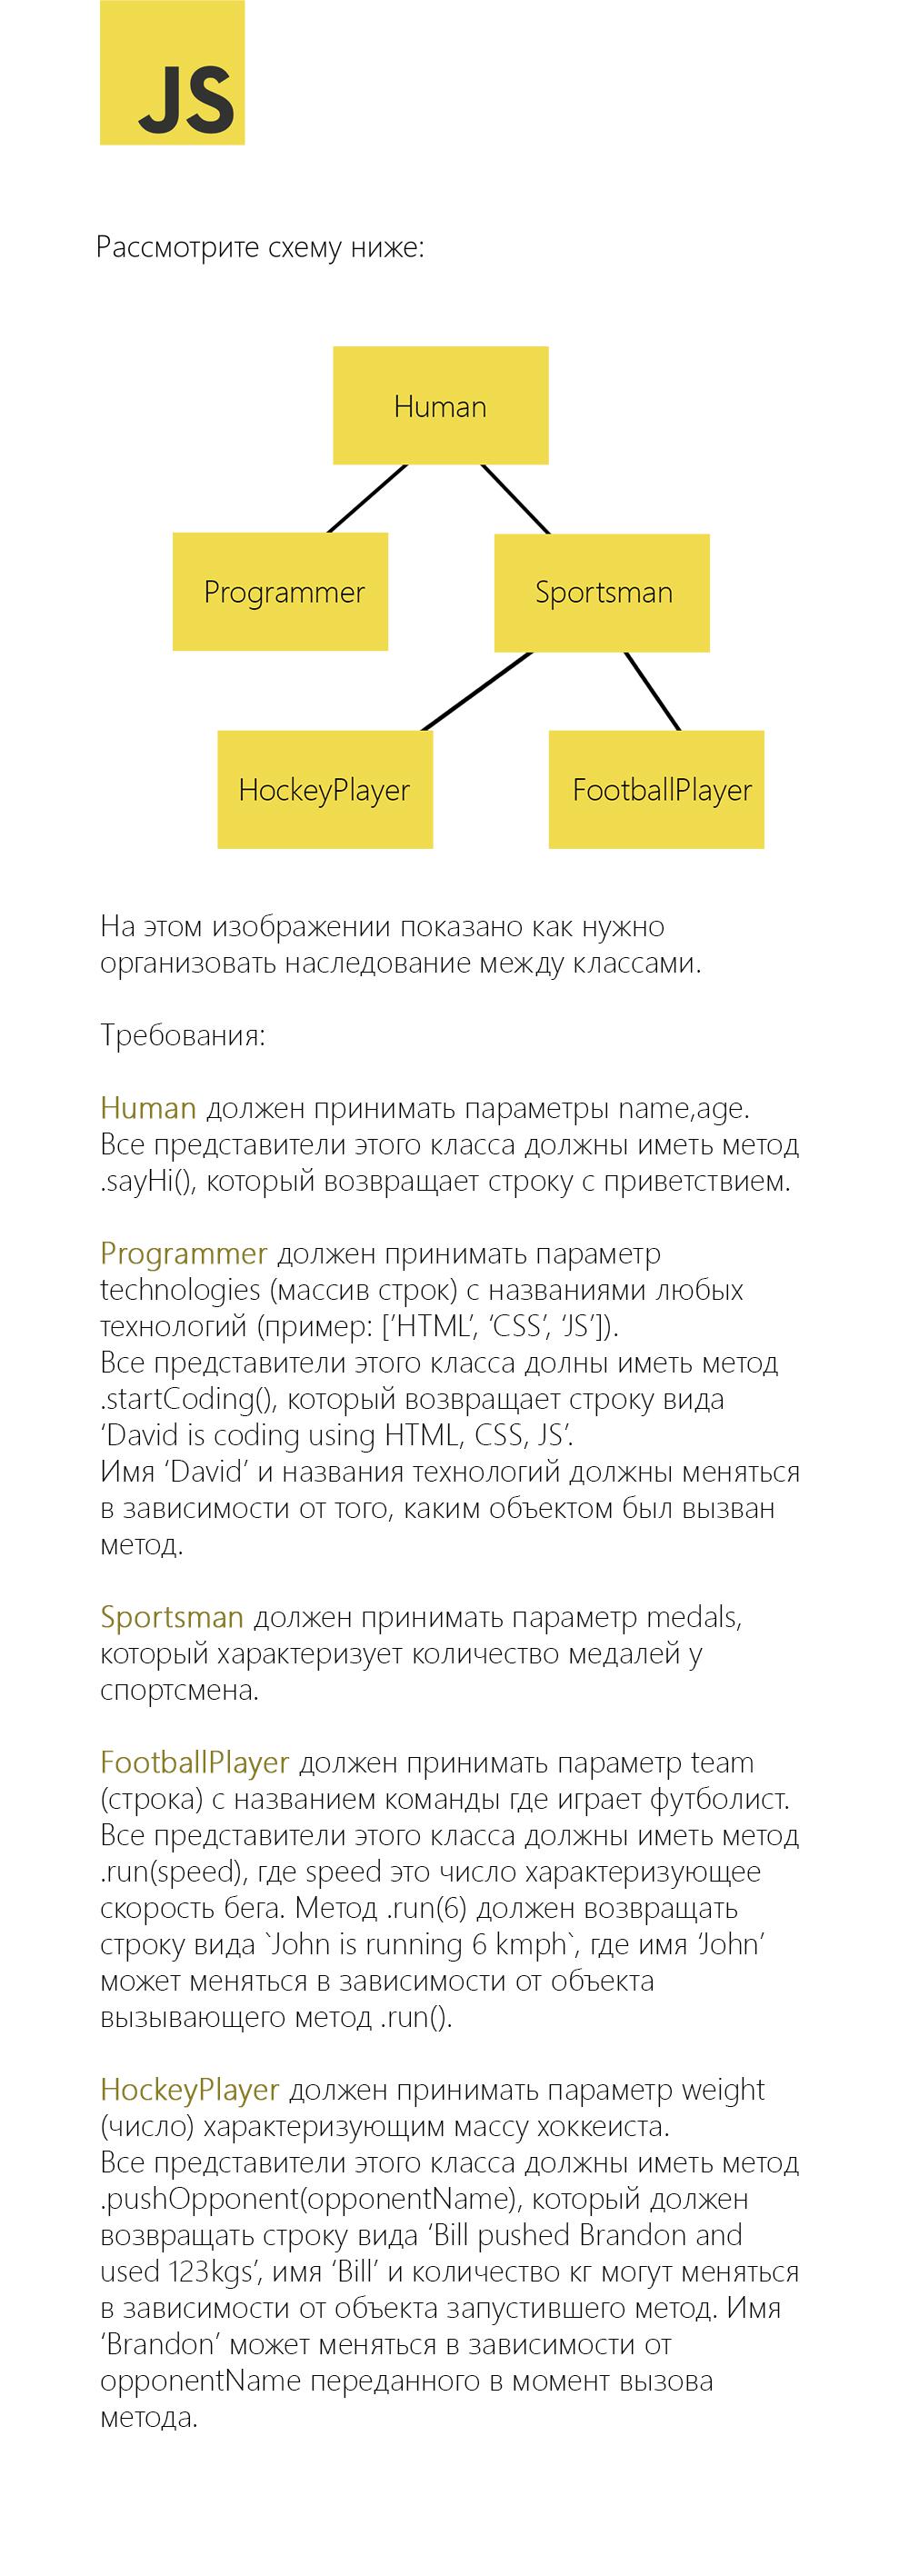 JS
Рассмотрите схему ниже:
Human
Programmer
Sportsman
HockeyPlayer
FootballPlayer
На этом изображении показано как нужно
организовать наследование между классами.
Требования:
Human должен принимать параметры name,age.
Все представители этого класса должны иметь метод
.sayHi(), который возвращает строку с приветствием.
Programmer должен принимать параметр
technologies (массив строк) с названиями любых
технологий (пример: [’HTML’, ‘CSS’, ‘JS’]).
Все представители этого класса долны иметь метод
.startCoding(), который возвращает строку вида
‘David is coding using HTML, CSS, JS’.
Имя ‘David’ и названия технологий должны меняться
в зависимости от того, каким объектом был вызван
метод.
Sportsman должен принимать параметр medals,
который характеризует количество медалей у
спортсмена.
FootballPlayer должен принимать параметр team
(строка) с названием команды где играет футболист.
Все представители этого класса должны иметь метод
.run(speed), где speed это число характеризующее
скорость бега. Метод .run(6) должен возвращать
строку вида `John is running 6 kmph`, где имя ‘John’
может меняться в зависимости от объекта
вызывающего метод .run().
HockeyPlayer должен принимать параметр weight
(число) характеризующим массу хоккеиста.
Все представители этого класса должны иметь метод
.pushOpponent(opponentName), который должен
возвращать строку вида ‘Bill pushed Brandon and
used 123kgs’, имя ‘Bill’ и количество кг могут меняться
в зависимости от объекта запустившего метод. Имя
‘Brandon’ может меняться в зависимости от
opponentName переданного в момент вызова
метода.